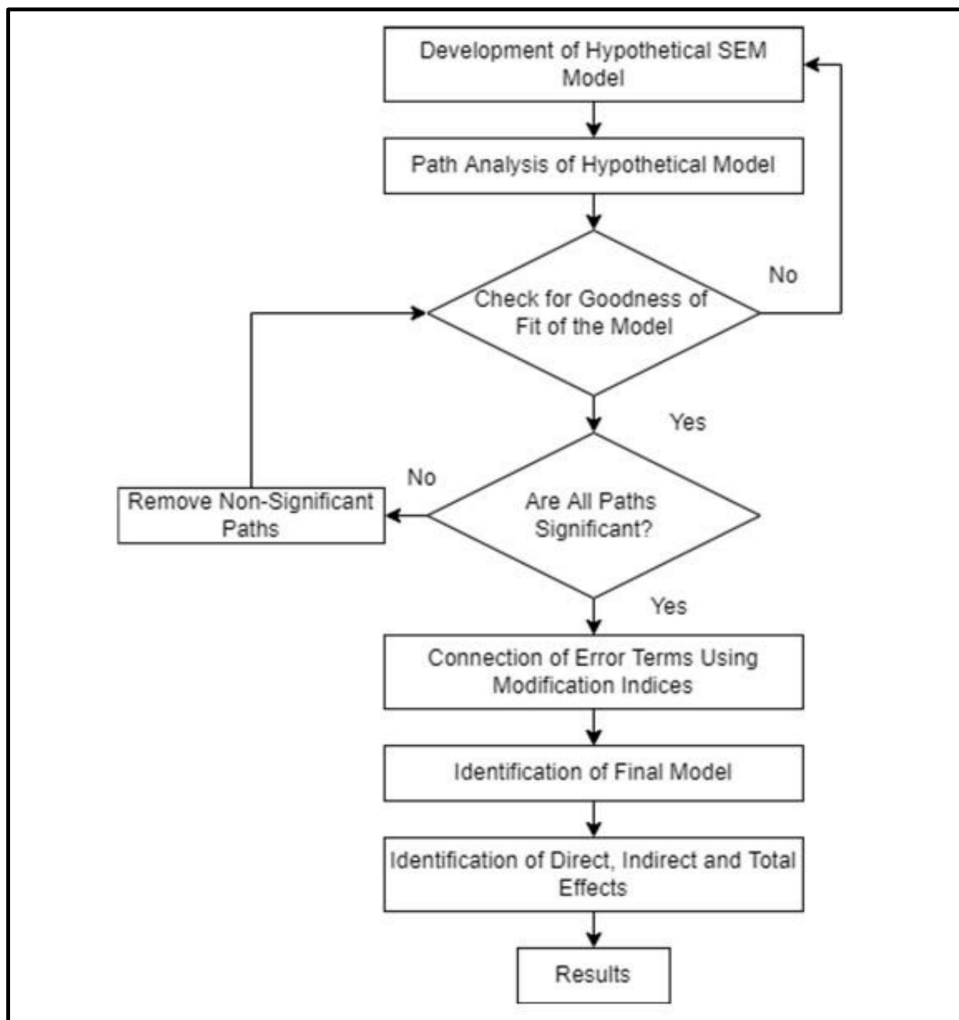 Development of Hypothetical SEM
Model
Path Analysis of Hypothetical Model
No
Check for Goodness of
Fit of the Model
Yes
No
Remove Non-Significant
Paths
Are All Paths
Significant?
Yes
Connection of Error Terms Using
Modification Indices
Identification of Final Model
Identification of Direct, Indirect and Total
Effects
Results